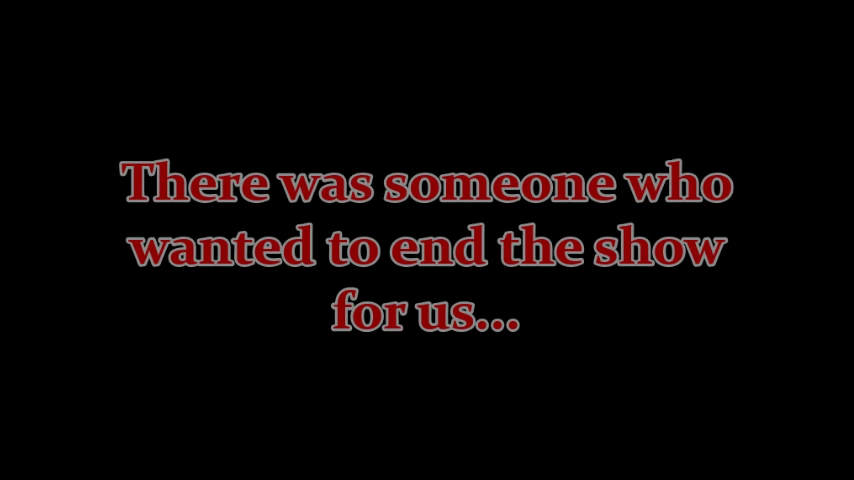 There was someone who
wanted to end the show
for us...